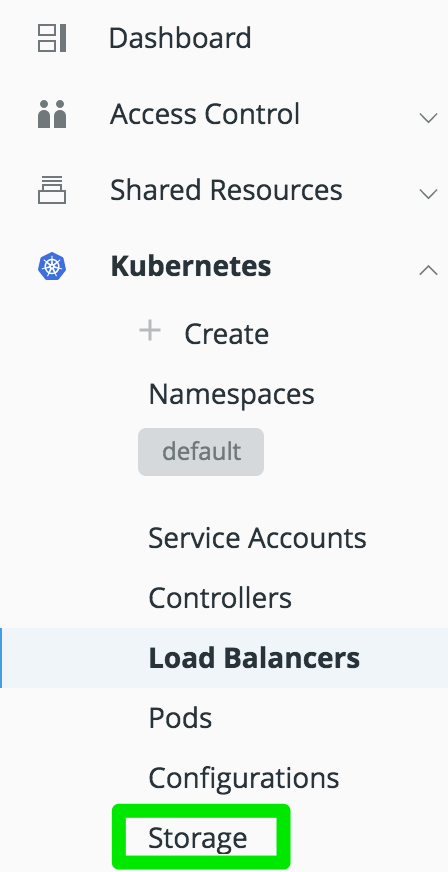 Dashboard
Access Control
Shared Resources
Kubernetes
+ Create
Namespaces
default
Service Accounts
Controllers
Load Balancers
Pods
Configurations
Storage